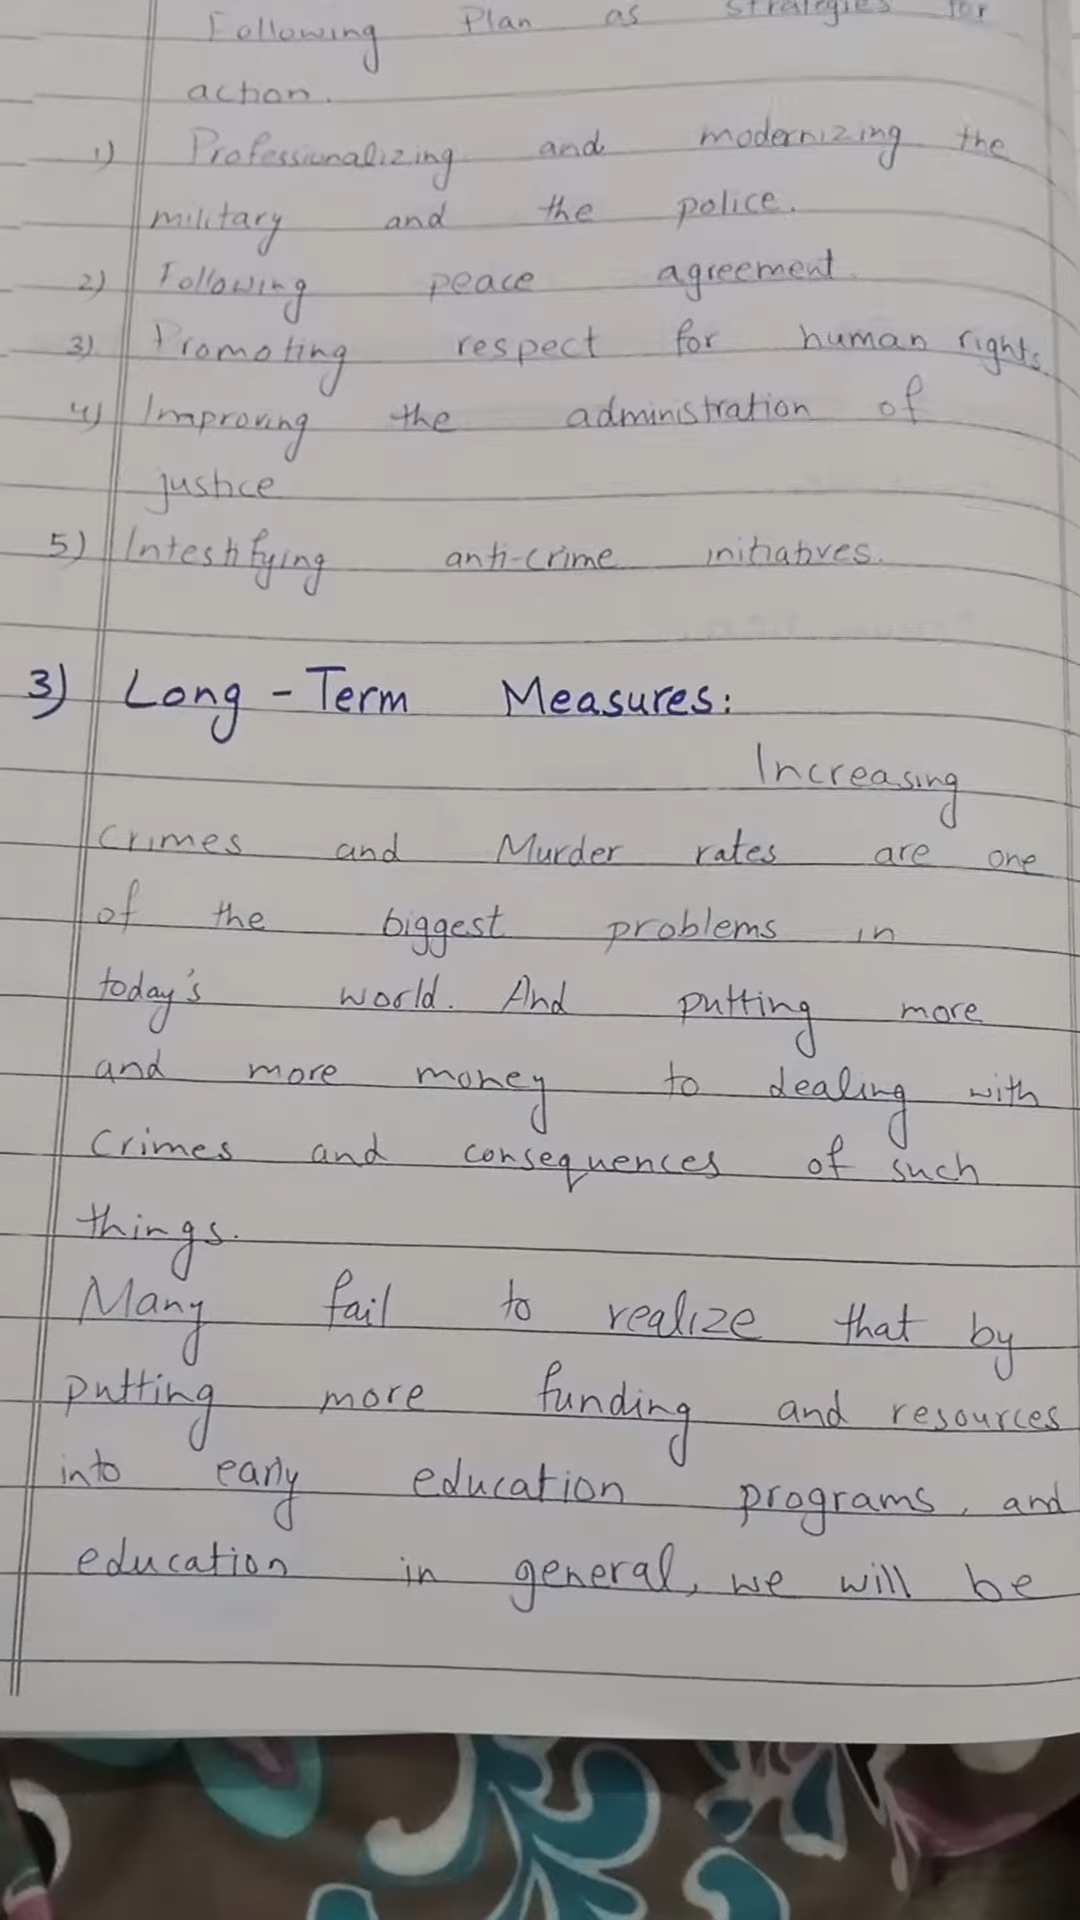 Following Plan as strategies for
action.
1) Professionalizing and modernizing the
military and the police.
2) Following peace agreement.
3) Promoting respect for human rights.
4) Improving the administration of
justice
5) Intestifying anti-crime initiatives.
3) Long-Term Measures:
Increasing
crimes and Murder rates are one
of the biggest problems in
today's world. And putting more
and more money to dealing with
crimes and consequences of such
things.
Many fail to realize that by
putting more funding and resources
into early education programs, and
education in general, we will be